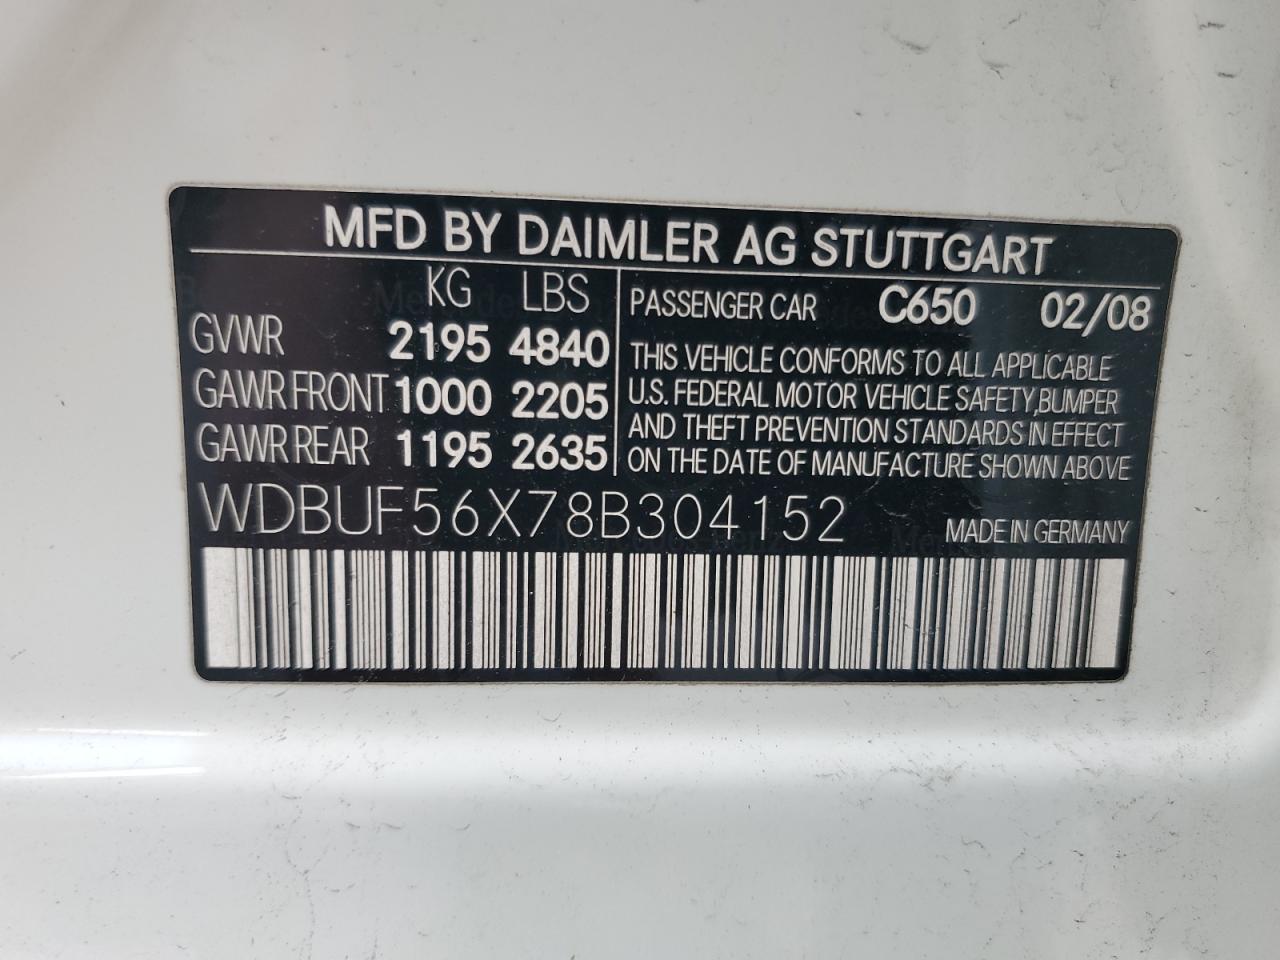 MFD BY DAIMLER AG STUTTGART
KG LBS
GVWR 2195 4840
GAWR FRONT 1000 2205
GAWR REAR 1195 2635
PASSENGER CAR C650 02/08
THIS VEHICLE CONFORMS TO ALL APPLICABLE
U.S. FEDERAL MOTOR VEHICLE SAFETY,BUMPER
AND THEFT PREVENTION STANDARDS IN EFFECT
ON THE DATE OF MANUFACTURE SHOWN ABOVE
WDBUF56X78B304152
MADE IN GERMANY